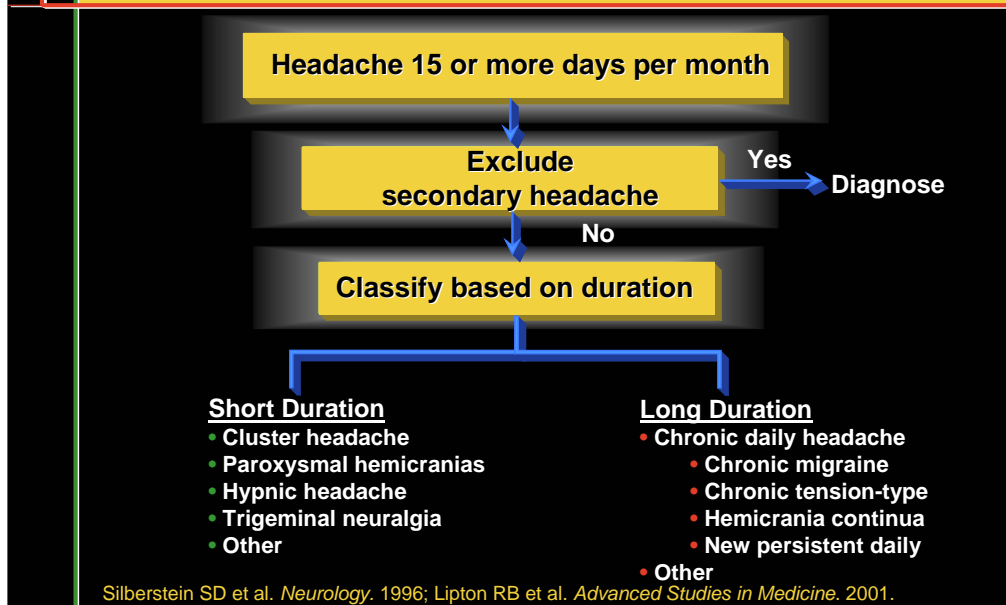 Headache 15 or more days per month
Exclude
secondary headache
Yes
Diagnose
No
Classify based on duration
Short Duration
• Cluster headache
• Paroxysmal hemicranias
• Hypnic headache
• Trigeminal neuralgia
• Other
Long Duration
• Chronic daily headache
• Chronic migraine
• Chronic tension-type
• Hemicrania continua
• New persistent daily
• Other
Silberstein SD et al. Neurology. 1996; Lipton RB et al. Advanced Studies in Medicine. 2001.